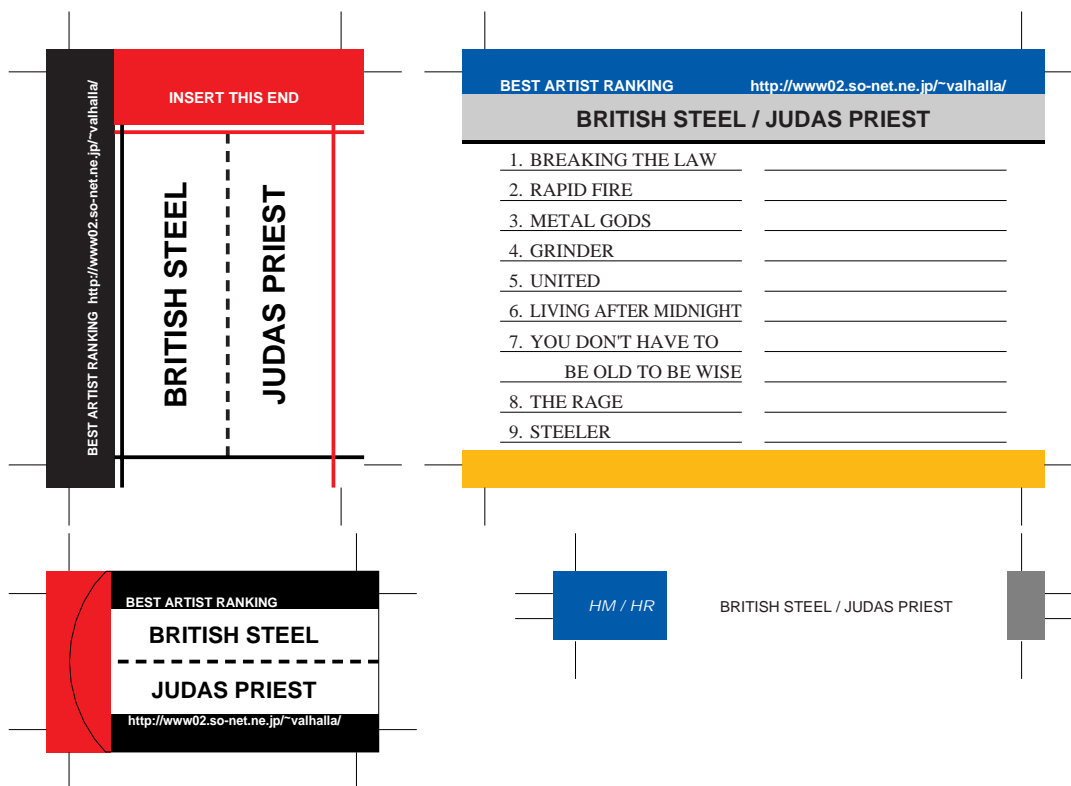 INSERT THIS END
BEST ARTIST RANKING http://www02.so-net.ne.jp/~valhalla/
BRITISH STEEL
JUDAS PRIEST
BEST ARTIST RANKING http://www02.so-net.ne.jp/~valhalla/
BRITISH STEEL / JUDAS PRIEST
1. BREAKING THE LAW
2. RAPID FIRE
3. METAL GODS
4. GRINDER
5. UNITED
6. LIVING AFTER MIDNIGHT
7. YOU DON'T HAVE TO
BE OLD TO BE WISE
8. THE RAGE
9. STEELER
BEST ARTIST RANKING
BRITISH STEEL
JUDAS PRIEST
http://www02.so-net.ne.jp/~valhalla/
HM / HR
BRITISH STEEL / JUDAS PRIEST